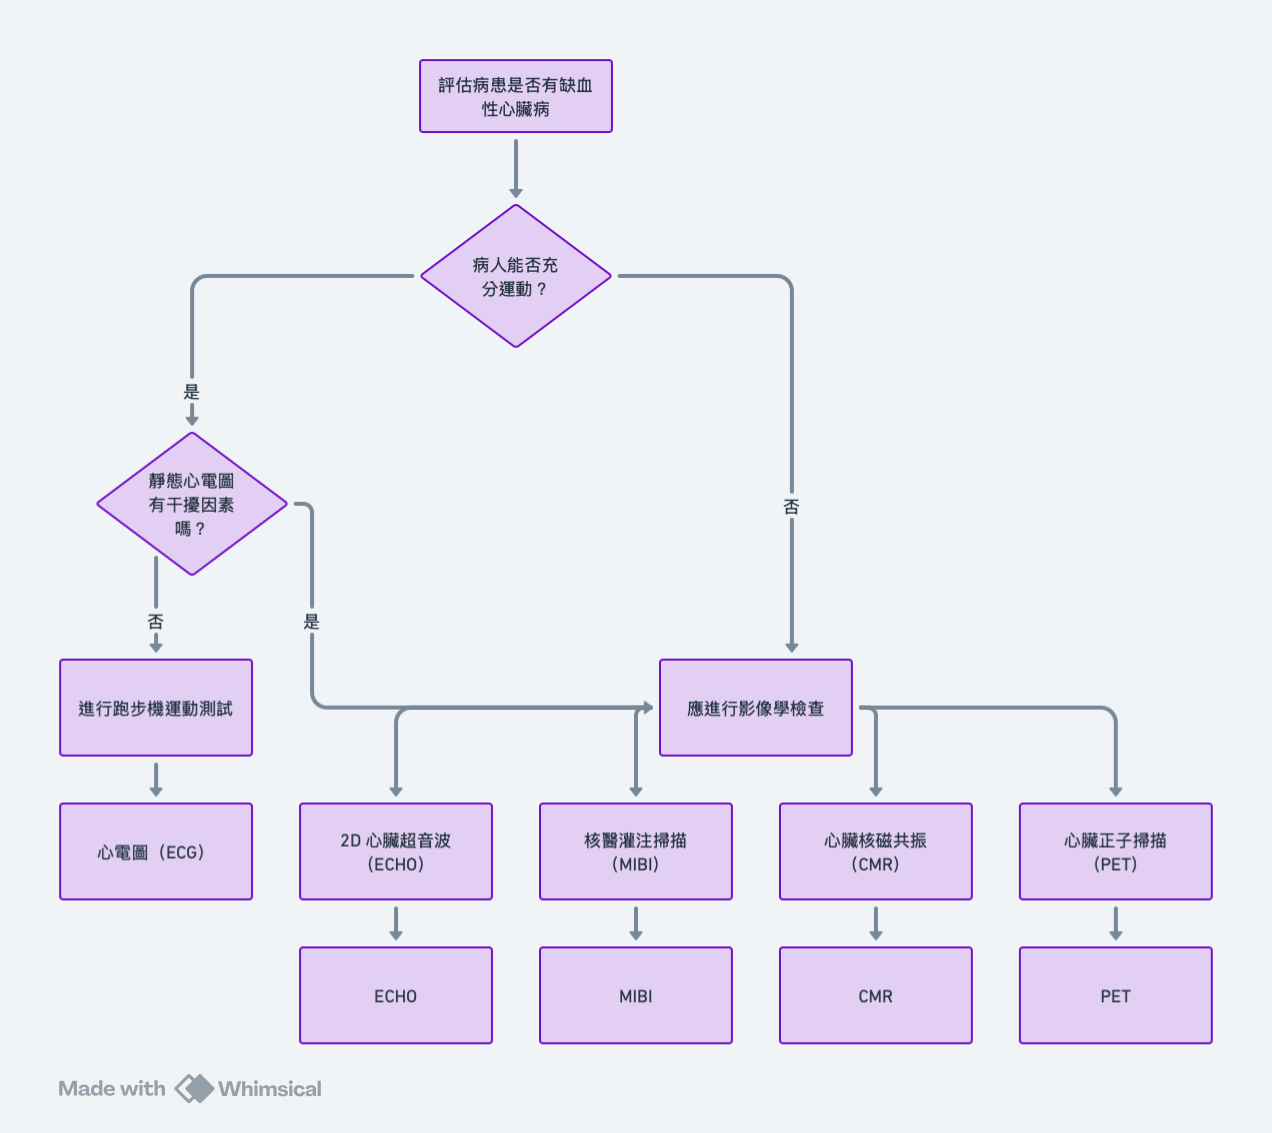 評估病患是否有缺血
性心臟病
病人能否充
分運動？
是
靜態心電圖
有干擾因素
嗎？
否
否
是
進行跑步機運動測試
應進行影像學檢查
心電圖（ECG）
2D 心臟超音波
（ECHO）
核醫灌注掃描
（MIBI）
心臟核磁共振
（CMR）
心臟正子掃描
（PET）
ECHO
MIBI
CMR
PET
Made with Whimsical